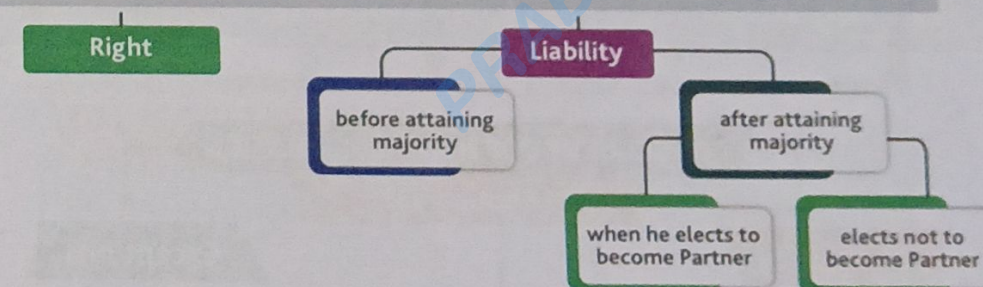 Right
Liability
before attaining
majority
after attaining
majority
when he elects to
become Partner
elects not to
become Partner